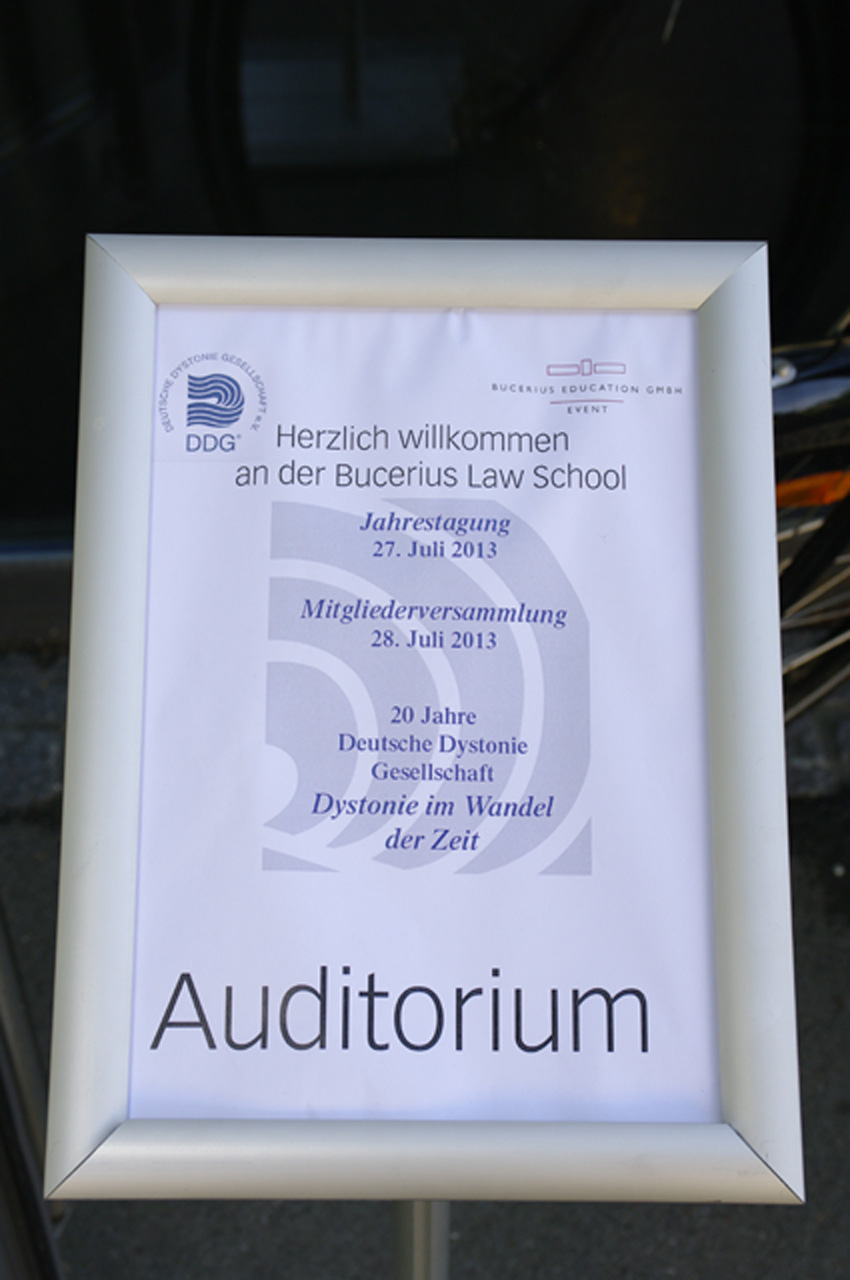 DEUTSCHE DYSTONIE GESELLSCHAFT e.V.
DDG®
BUCERIUS EDUCATION GMBH
EVENT
Herzlich willkommen
an der Bucerius Law School
Jahrestagung
27. Juli 2013
Mitgliederversammlung
28. Juli 2013
20 Jahre
Deutsche Dystonie
Gesellschaft
Dystonie im Wandel
der Zeit
Auditorium